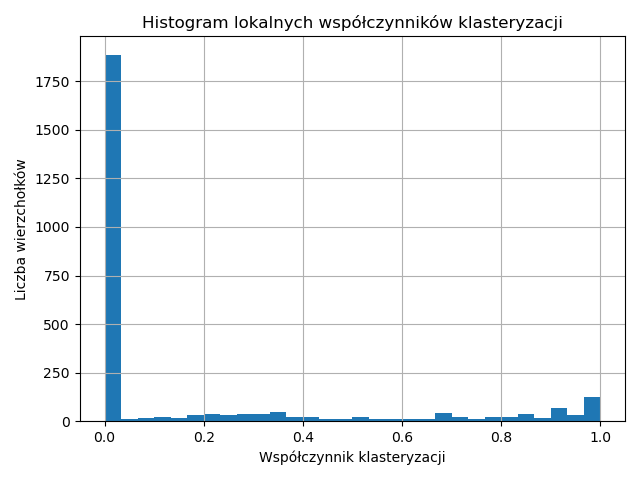 Histogram lokalnych współczynników klasteryzacji
Liczba wierzchołków
1750
1500
1250
1000
750
500
250
0
0.0 0.2 0.4 0.6 0.8 1.0
Współczynnik klasteryzacji